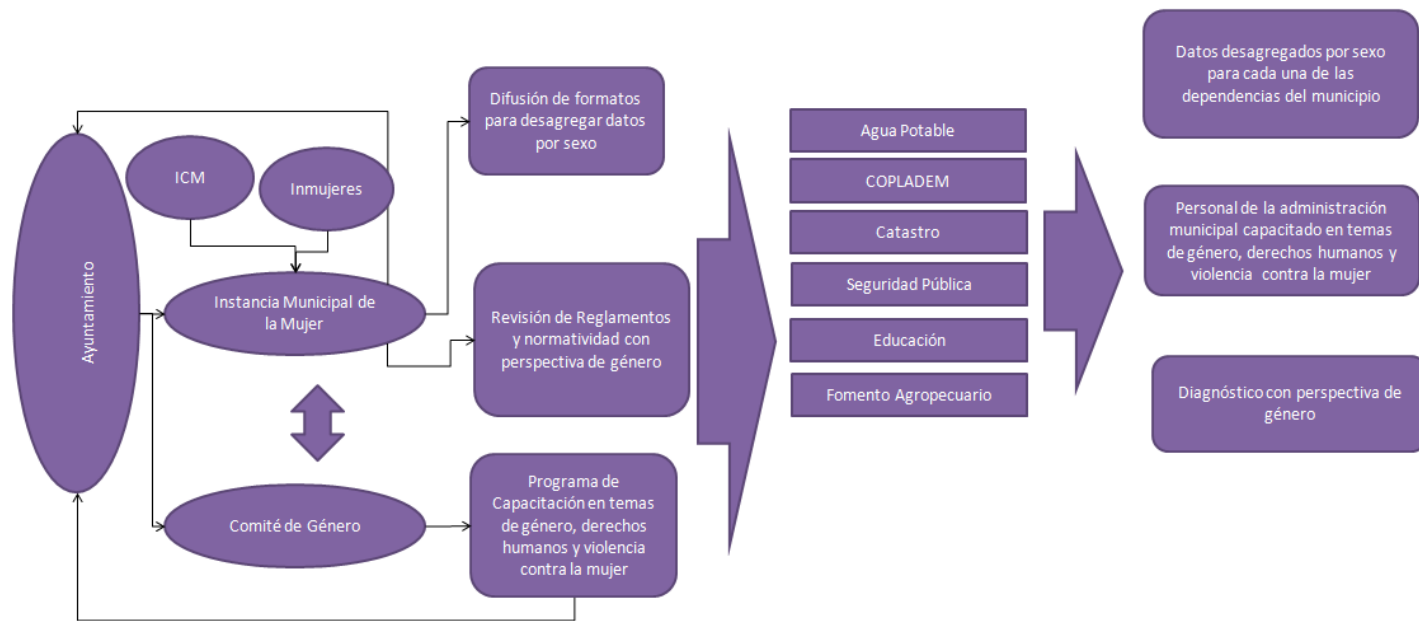 Ayuntamiento
ICM
Inmujeres
Instancia Municipal de
la Mujer
Comité de Género
Difusión de formatos
para desagregar datos
por sexo
Revisión de Reglamentos
y normatividad con
perspectiva de género
Programa de
Capacitación en temas
de género, derechos
humanos y violencia
contra la mujer
Agua Potable
COPLADEM
Catastro
Seguridad Pública
Educación
Fomento Agropecuario
Datos desagregados por sexo
para cada una de las
dependencias del municipio
Personal de la administración
municipal capacitado en temas
de género, derechos humanos y
violencia contra la mujer
Diagnóstico con perspectiva de
género